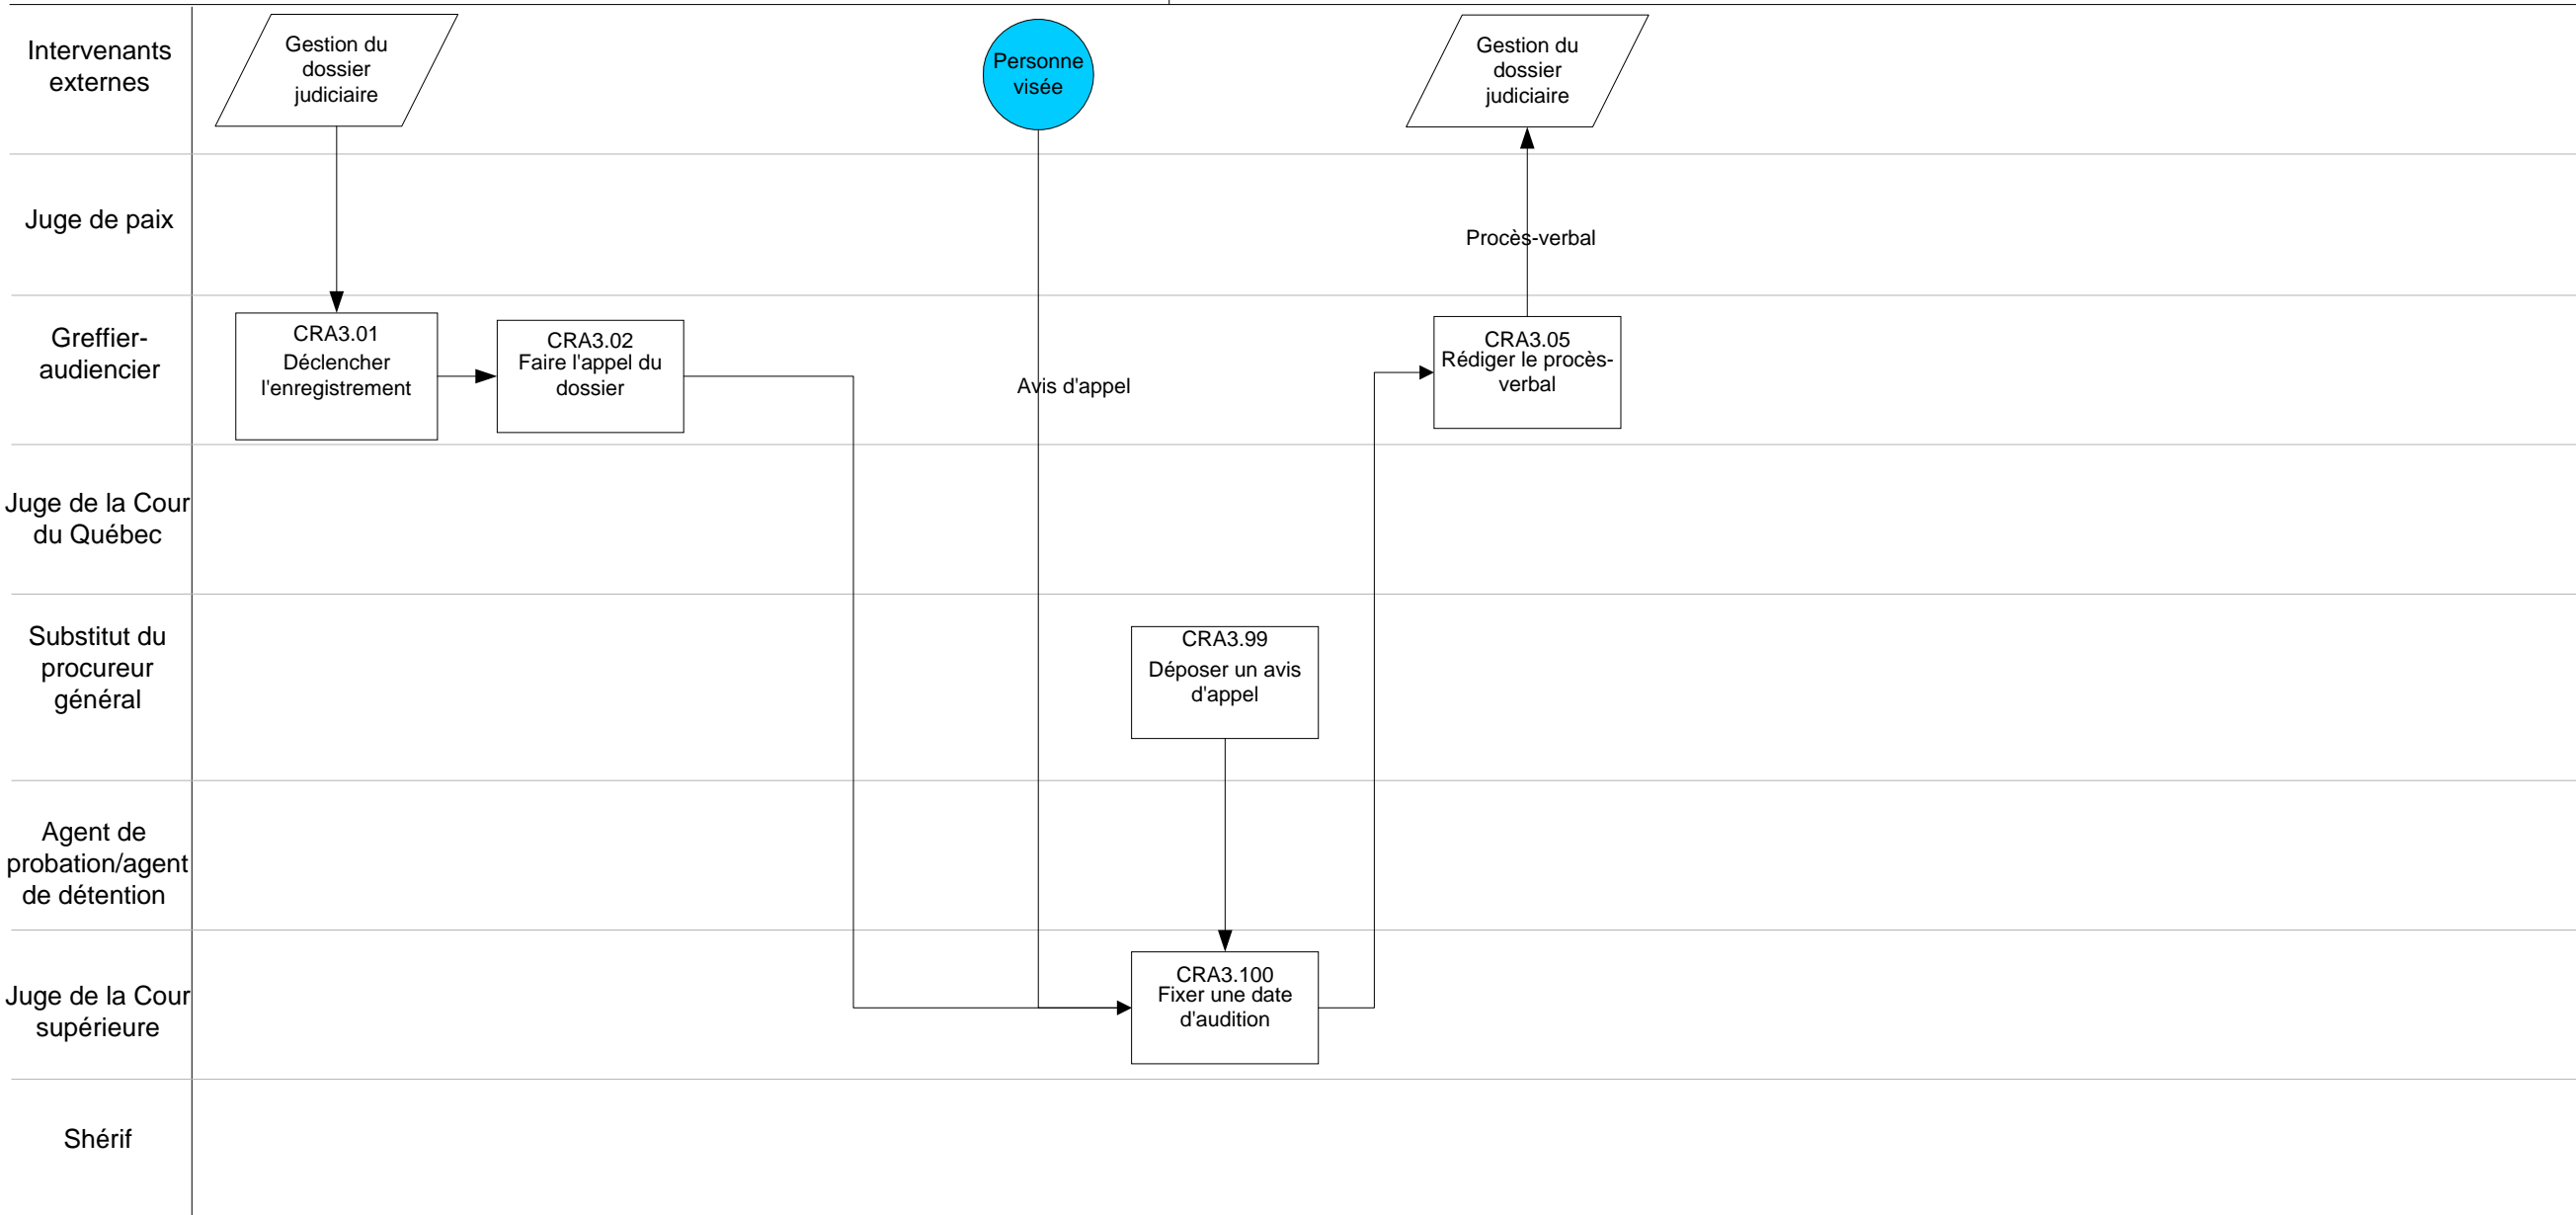 Intervenants
externes
Gestion du
dossier
judiciaire
Personne
visée
Gestion du
dossier
judiciaire
Juge de paix
Procès-verbal
Greffier-
audiencier
CRA3.01
Déclencher
l'enregistrement
CRA3.02
Faire l'appel du
dossier
Avis d'appel
CRA3.05
Rédiger le procès-
verbal
Juge de la Cour
du Québec
Substitut du
procureur
général
CRA3.99
Déposer un avis
d'appel
Agent de
probation/agent
de détention
Juge de la Cour
supérieure
CRA3.100
Fixer une date
d'audition
Shérif